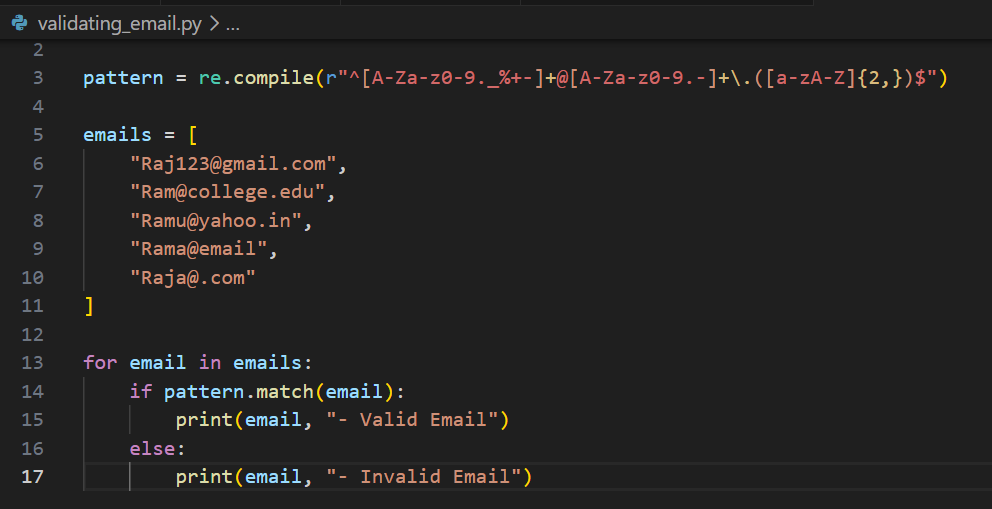 validating_email.py > ...
2
3 pattern = re.compile(r"^[A-Za-z0-9._%+-]+@[A-Za-z0-9.-]+\.([a-zA-Z]{2,})$")
4
5 emails = [
6     "Raj123@gmail.com",
7     "Ram@college.edu",
8     "Ramu@yahoo.in",
9     "Rama@email",
10     "Raja@.com"
11 ]
12
13 for email in emails:
14     if pattern.match(email):
15         print(email, "- Valid Email")
16     else:
17         print(email, "- Invalid Email")